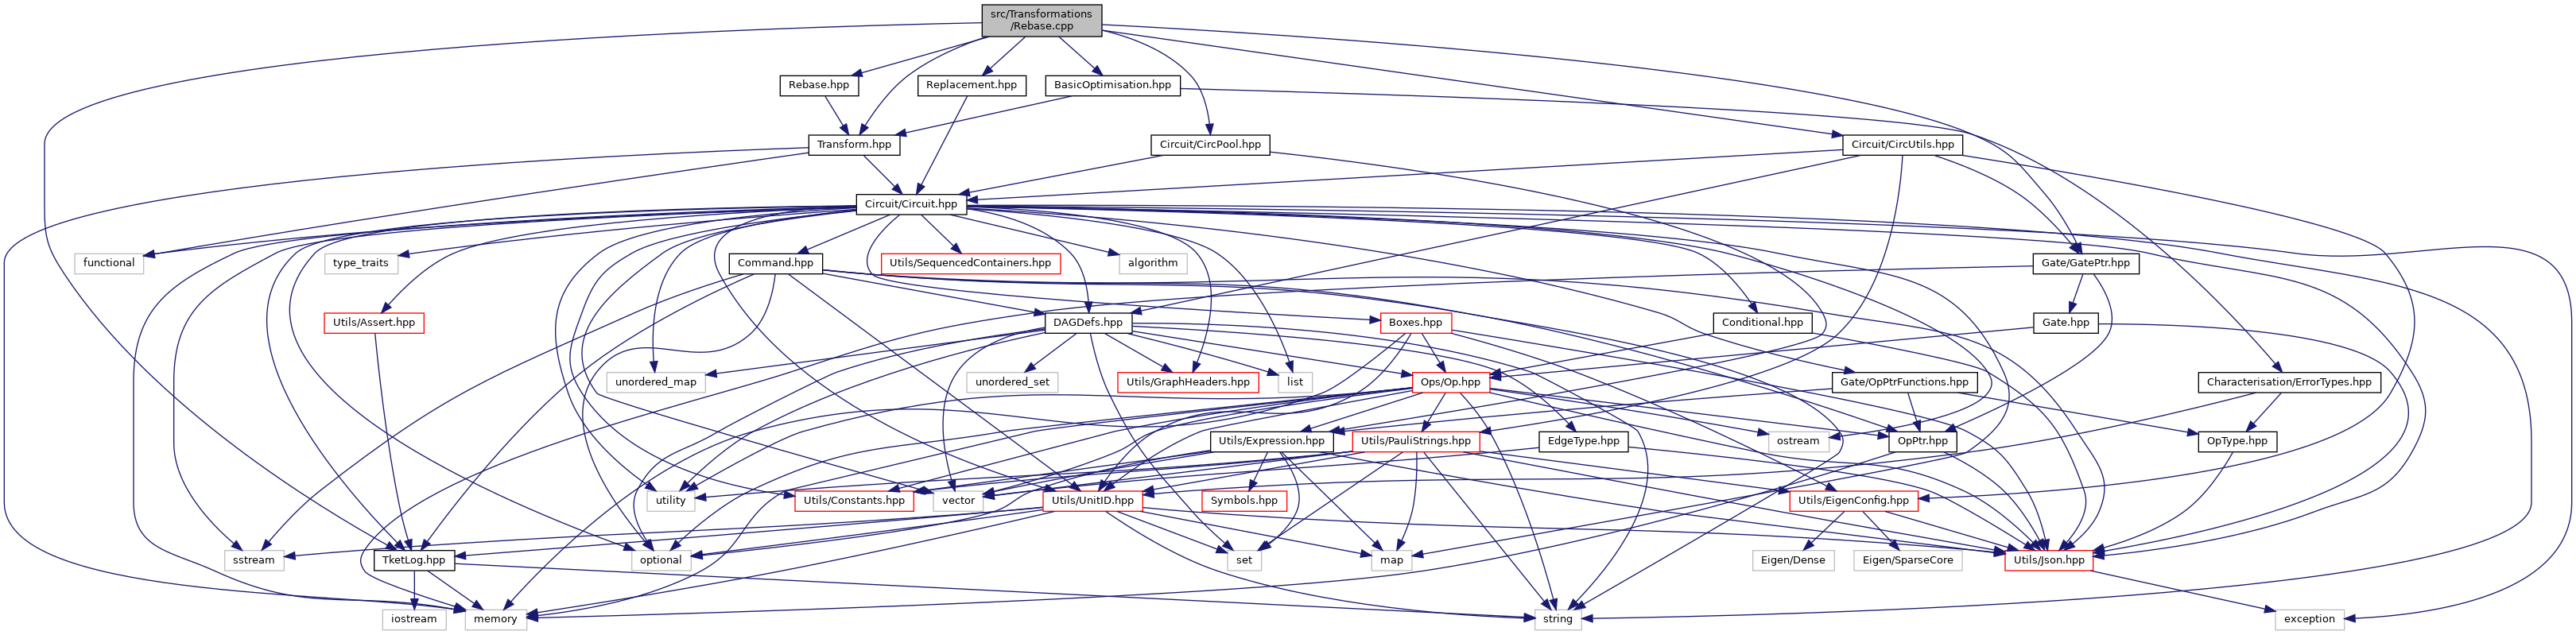 src/Transformations
/Rebase.cpp
Rebase.hpp
Replacement.hpp
BasicOptimisation.hpp
Transform.hpp
Circuit/CircPool.hpp
Circuit/CircUtils.hpp
Circuit/Circuit.hpp
functional
type_traits
Command.hpp
Utils/SequencedContainers.hpp
algorithm
Gate/GatePtr.hpp
Utils/Assert.hpp
DAGDefs.hpp
Boxes.hpp
Conditional.hpp
Gate.hpp
unordered_map
unordered_set
Utils/GraphHeaders.hpp
list
Ops/Op.hpp
Gate/OpPtrFunctions.hpp
Characterisation/ErrorTypes.hpp
Utils/Expression.hpp
Utils/PauliStrings.hpp
EdgeType.hpp
ostream
OpPtr.hpp
OpType.hpp
utility
Utils/Constants.hpp
vector
Utils/UnitID.hpp
Symbols.hpp
Utils/EigenConfig.hpp
sstream
TketLog.hpp
optional
set
map
Eigen/Dense
Eigen/SparseCore
Utils/Json.hpp
iostream
memory
string
exception